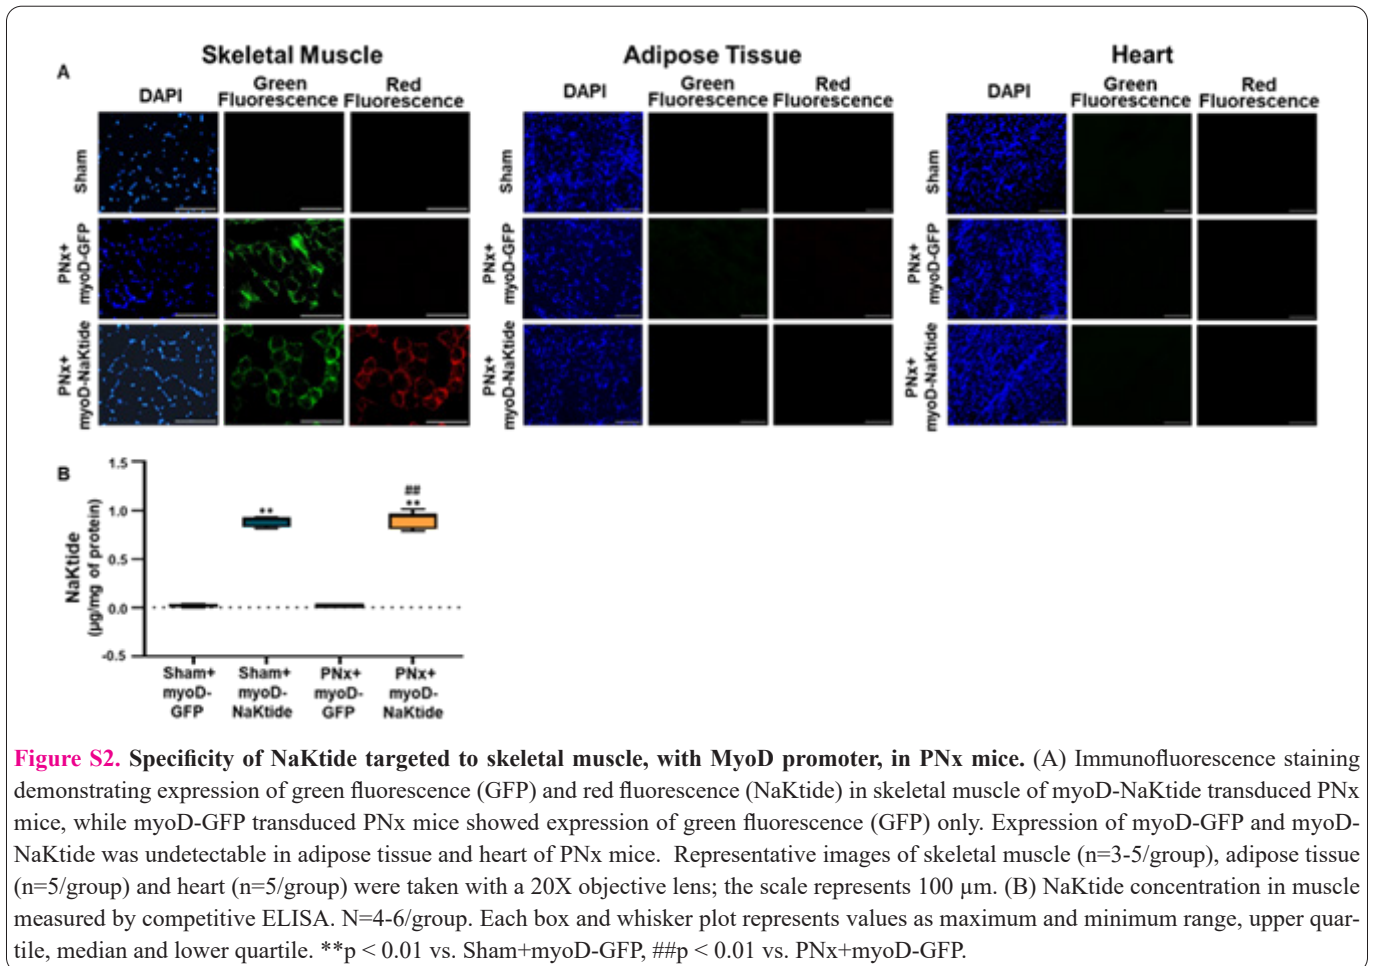 Skeletal Muscle
Adipose Tissue
Heart
A
DAPI
Green
Fluorescence
Red
Fluorescence
DAPI
Green
Fluorescence
Red
Fluorescence
DAPI
Green
Fluorescence
Red
Fluorescence
Sham
Sham
Sham
PNx+
myoD-GFP
PNx+
myoD-GFP
PNx+
myoD-GFP
PNx+
myoD-NaKtide
PNx+
myoD-NaKtide
PNx+
myoD-NaKtide
B
NaKtide
(µg/mg of protein)
1.5
1.0
0.5
0.0
-0.5
**
##
**
Sham+
myoD-
GFP
Sham+
myoD-
NaKtide
PNx+
myoD-
GFP
PNx+
myoD-
NaKtide
Figure S2. Specificity of NaKtide targeted to skeletal muscle, with MyoD promoter, in PNx mice. (A) Immunofluorescence staining
demonstrating expression of green fluorescence (GFP) and red fluorescence (NaKtide) in skeletal muscle of myoD-NaKtide transduced PNx
mice, while myoD-GFP transduced PNx mice showed expression of green fluorescence (GFP) only. Expression of myoD-GFP and myoD-
NaKtide was undetectable in adipose tissue and heart of PNx mice. Representative images of skeletal muscle (n=3-5/group), adipose tissue
(n=5/group) and heart (n=5/group) were taken with a 20X objective lens; the scale represents 100 µm. (B) NaKtide concentration in muscle
measured by competitive ELISA. N=4-6/group. Each box and whisker plot represents values as maximum and minimum range, upper quar-
tile, median and lower quartile. **p < 0.01 vs. Sham+myoD-GFP, ##p < 0.01 vs. PNx+myoD-GFP.